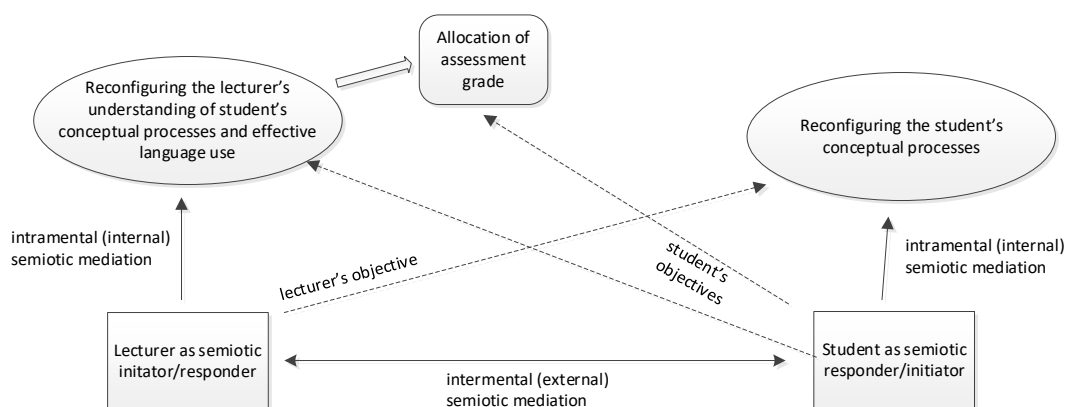 Allocation of
assessment
grade
Reconfiguring the lecturer’s
understanding of student’s
conceptual processes and effective
language use
Reconfiguring the student’s
conceptual processes
intramental (internal)
semiotic mediation
intramental (internal)
semiotic mediation
lecturer’s objective
student’s
objectives
Lecturer as semiotic
initator/responder
Student as semiotic
responder/initiator
intermental (external)
semiotic mediation